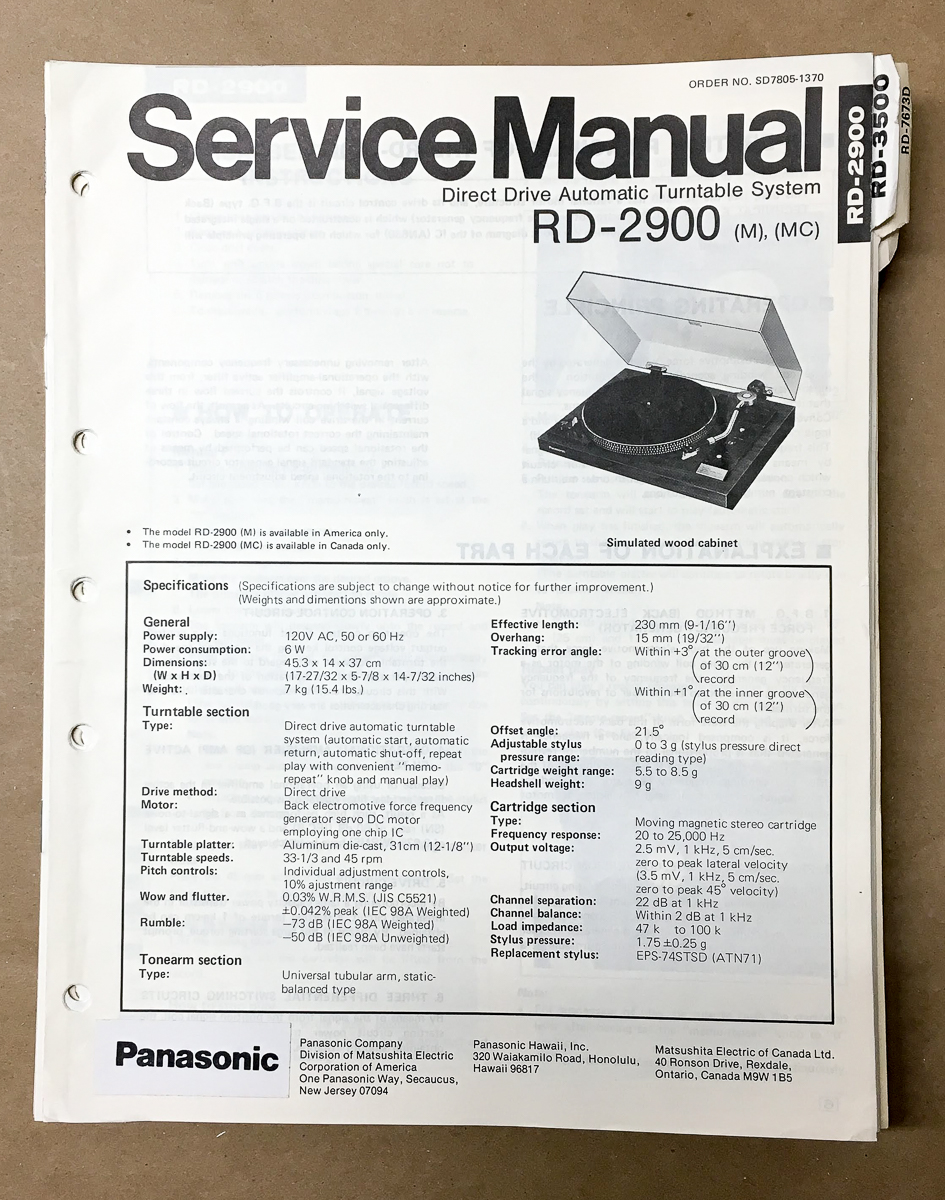 ORDER NO. SD7805-1370
Service Manual
Direct Drive Automatic Turntable System
RD-2900 (M), (MC)
RD-2900
RD-3500
RD-7673D
• The model RD-2900 (M) is available in America only.
• The model RD-2900 (MC) is available in Canada only.
Simulated wood cabinet
Specifications (Specifications are subject to change without notice for further improvement.)
(Weights and dimentions shown are approximate.)
General
Power supply: 120V AC, 50 or 60 Hz
Power consumption: 6 W
Dimensions: 45.3 x 14 x 37 cm
(W x H x D) (17-27/32 x 5-7/8 x 14-7/32 inches)
Weight: 7 kg (15.4 lbs.)
Turntable section
Type: Direct drive automatic turntable
system (automatic start, automatic
return, automatic shut-off, repeat
play with convenient "memo-
repeat" knob and manual play)
Drive method: Direct drive
Motor: Back electromotive force frequency
generator servo DC motor
employing one chip IC
Turntable platter: Aluminum die-cast, 31cm (12-1/8")
Turntable speeds. 33-1/3 and 45 rpm
Pitch controls: Individual adjustment controls,
10% ajustment range
Wow and flutter. 0.03% W.R.M.S. (JIS C5521)
±0.042% peak (IEC 98A Weighted)
Rumble: −73 dB (IEC 98A Weighted)
−50 dB (IEC 98A Unweighted)
Tonearm section
Type: Universal tubular arm, static-
balanced type
Effective length: 230 mm (9-1/16")
Overhang: 15 mm (19/32")
Tracking error angle: Within +3° (at the outer groove
of 30 cm (12")
record)
Within +1° (at the inner groove
of 30 cm (12")
record)
Offset angle: 21.5°
Adjustable stylus 0 to 3 g (stylus pressure direct
pressure range: reading type)
Cartridge weight range: 5.5 to 8.5 g
Headshell weight: 9 g
Cartridge section
Type: Moving magnetic stereo cartridge
Frequency response: 20 to 25,000 Hz
Output voltage: 2.5 mV, 1 kHz, 5 cm/sec.
zero to peak lateral velocity
(3.5 mV, 1 kHz, 5 cm/sec.
zero to peak 45° velocity)
Channel separation: 22 dB at 1 kHz
Channel balance: Within 2 dB at 1 kHz
Load impedance: 47 k to 100 k
Stylus pressure: 1.75 ±0.25 g
Replacement stylus: EPS-74STSD (ATN71)
Panasonic
Panasonic Company
Division of Matsushita Electric
Corporation of America
One Panasonic Way, Secaucus,
New Jersey 07094
Panasonic Hawaii, Inc.
320 Waiakamilo Road, Honolulu,
Hawaii 96817
Matsushita Electric of Canada Ltd.
40 Ronson Drive, Rexdale,
Ontario, Canada M9W 1B5